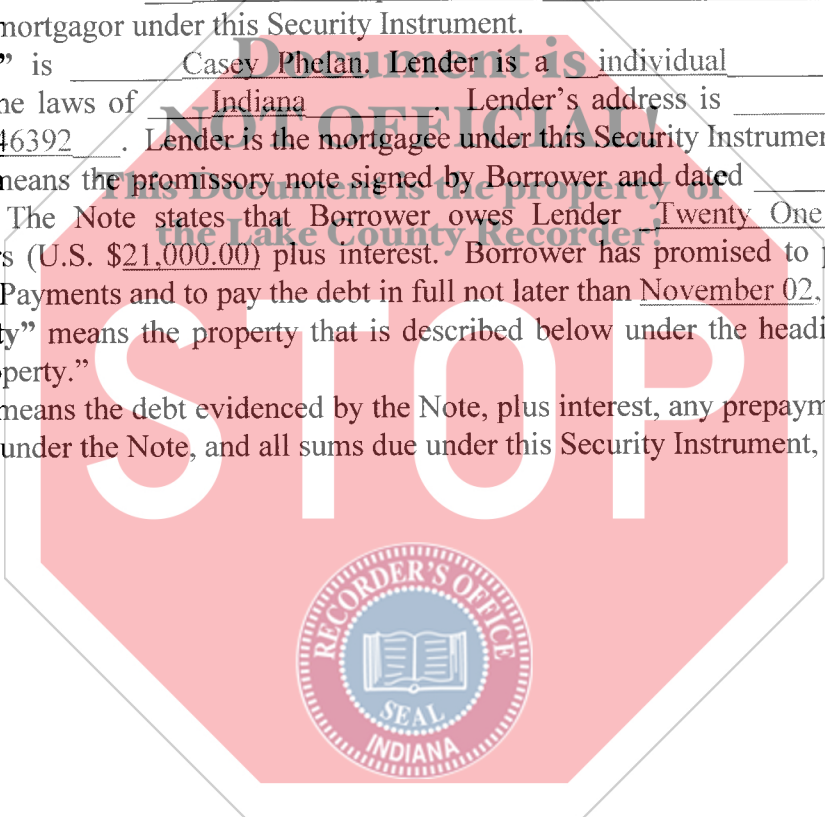 mortgagor under this Security Instrument.
” is Casey Phelan. Lender is a individual
ne laws of Indiana. Lender’s address is
46392. Lender is the mortgagee under this Security Instrumen
means the promissory note signed by Borrower and dated
The Note states that Borrower owes Lender Twenty One
s (U.S. $21,000.00) plus interest. Borrower has promised to p
Payments and to pay the debt in full not later than November 02,
ty” means the property that is described below under the headi
perty.”
means the debt evidenced by the Note, plus interest, any prepaym
under the Note, and all sums due under this Security Instrument,
Document is
NOT OFFICIAL!
This Document is the property of
the Lake County Recorder!
STOP
RECORDER'S OFFICE
SEAL
INDIANA